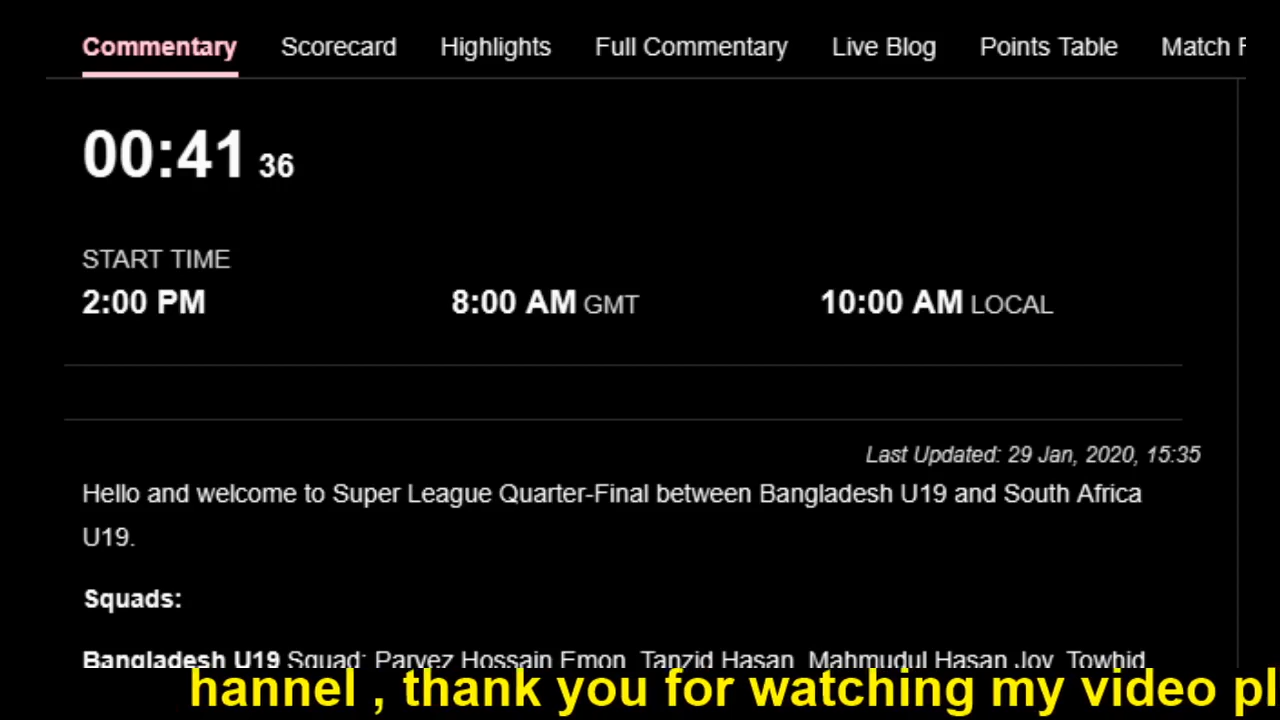 Commentary Scorecard Highlights Full Commentary Live Blog Points Table Match
00:41 36
START TIME
2:00 PM 8:00 AM GMT 10:00 AM LOCAL
Last Updated: 29 Jan, 2020, 15:35
Hello and welcome to Super League Quarter-Final between Bangladesh U19 and South Africa
U19.
Squads:
Bangladesh U19 Squad: Parvez Hossain Emon, Tanzid Hasan, Mahmudul Hasan Joy, Towhid
hannel , thank you for watching my video pl